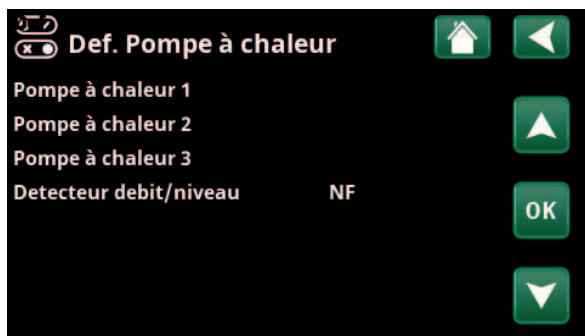 Def. Pompe à chaleur
Pompe à chaleur 1
Pompe à chaleur 2
Pompe à chaleur 3
Detecteur debit/niveau NF
OK